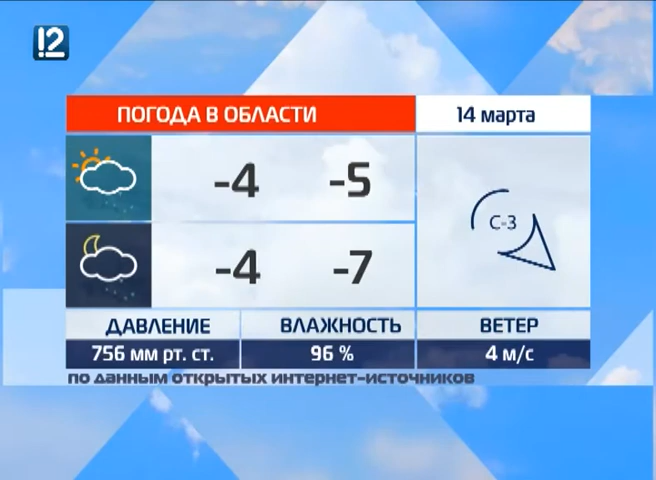 12
ПОГОДА В ОБЛАСТИ
14 марта
-4 -5
С-З
-4 -7
ДАВЛЕНИЕ ВЛАЖНОСТЬ ВЕТЕР
756 мм рт. ст. 96 % 4 м/с
по данным открытых интернет-источников